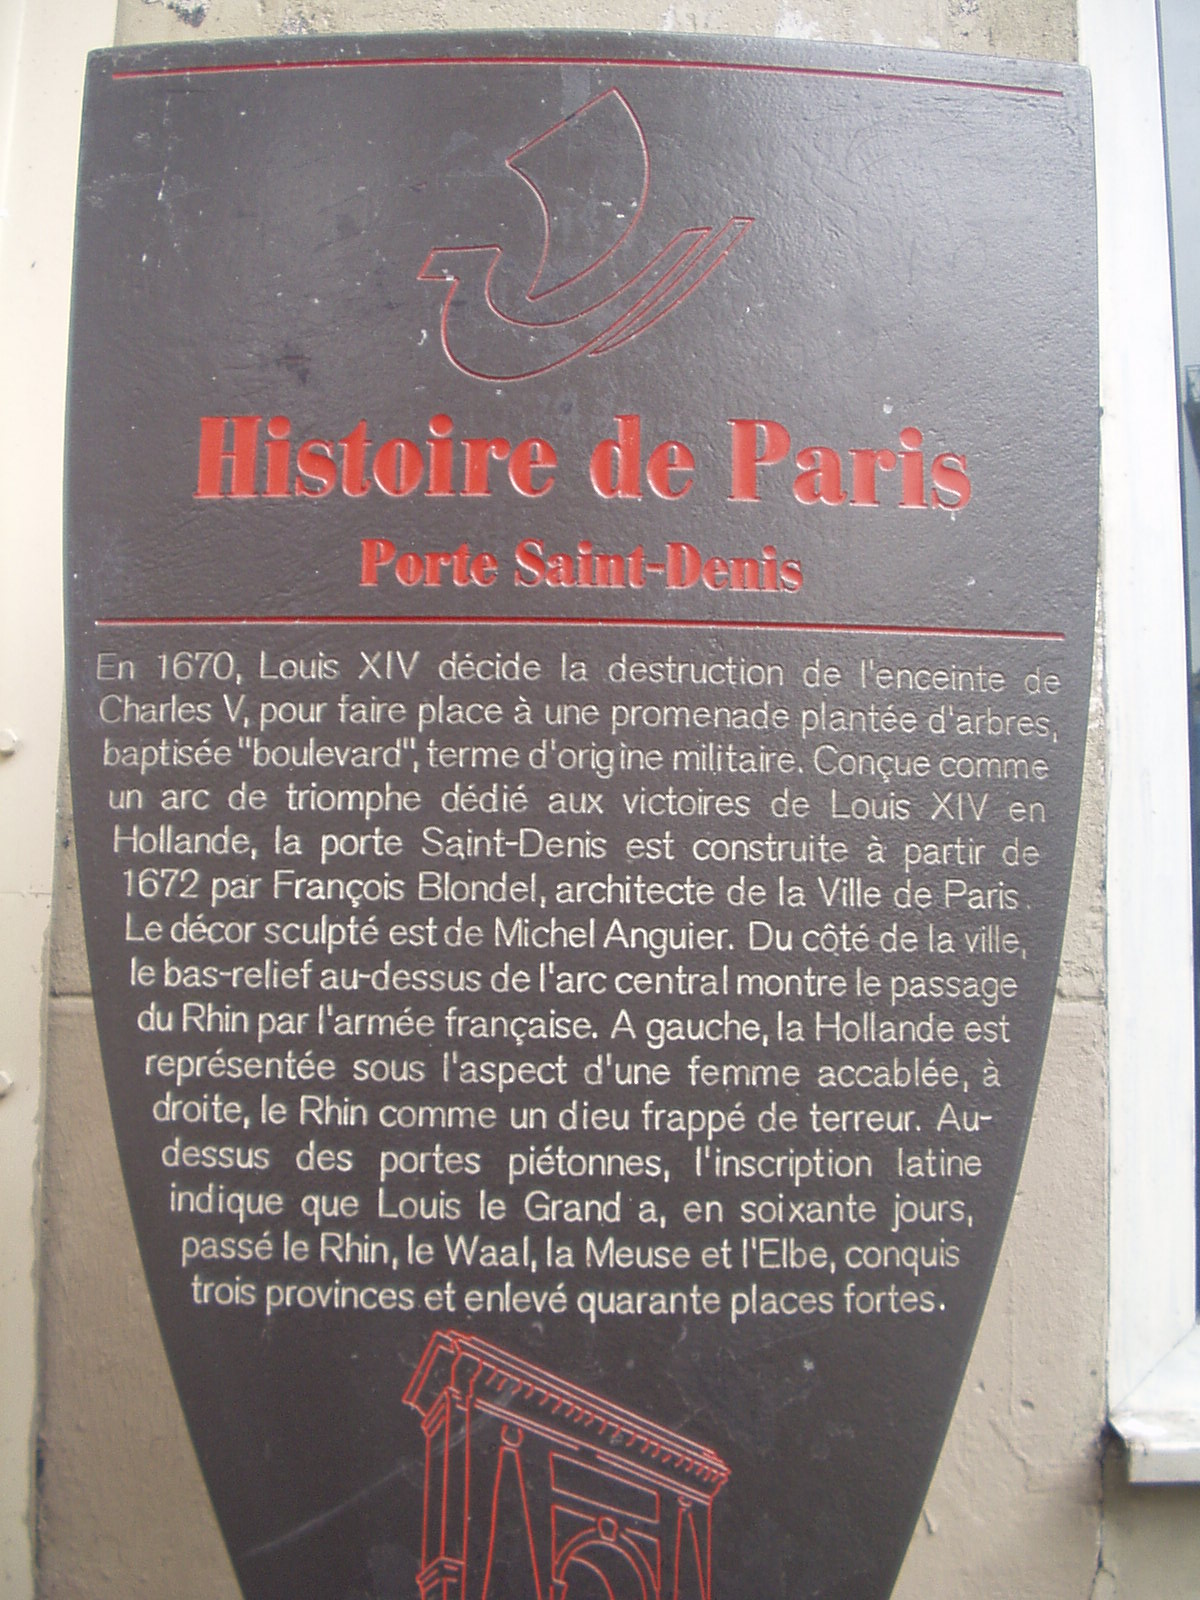 Histoire de Paris
Porte Saint-Denis
En 1670, Louis XIV décide la destruction de l'enceinte de
Charles V, pour faire place à une promenade plantée d'arbres,
baptisée "boulevard", terme d'origine militaire. Conçue comme
un arc de triomphe dédié aux victoires de Louis XIV en
Hollande, la porte Saint-Denis est construite à partir de
1672 par François Blondel, architecte de la Ville de Paris.
Le décor sculpté est de Michel Anguier. Du côté de la ville,
le bas-relief au-dessus de l'arc central montre le passage
du Rhin par l'armée française. A gauche, la Hollande est
représentée sous l'aspect d'une femme accablée, à
droite, le Rhin comme un dieu frappé de terreur. Au-
dessus des portes piétonnes, l'inscription latine
indique que Louis le Grand a, en soixante jours,
passé le Rhin, le Waal, la Meuse et l'Elbe, conquis
trois provinces et enlevé quarante places fortes.